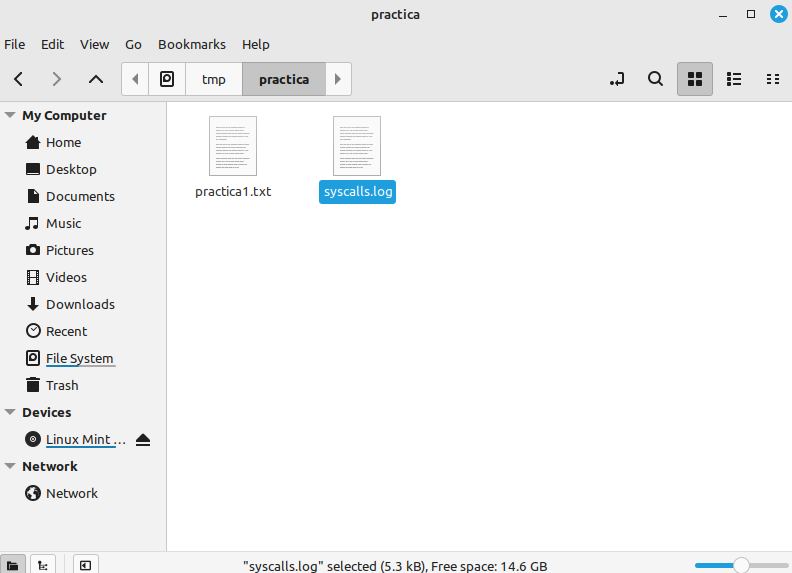 practica
File Edit View Go Bookmarks Help
tmp practica
My Computer
Home
Desktop
Documents
Music
Pictures
Videos
Downloads
Recent
File System
Trash
Devices
Linux Mint ...
Network
Network
practica1.txt syscalls.log
"syscalls.log" selected (5.3 kB), Free space: 14.6 GB